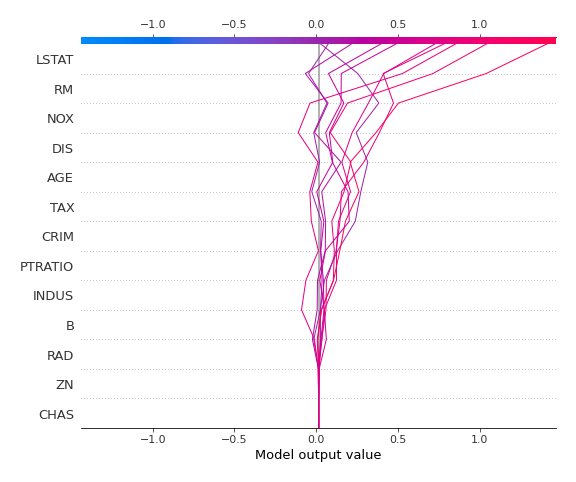 −1.0 −0.5 0.0 0.5 1.0
LSTAT
RM
NOX
DIS
AGE
TAX
CRIM
PTRATIO
INDUS
B
RAD
ZN
CHAS
−1.0 −0.5 0.0 0.5 1.0
Model output value